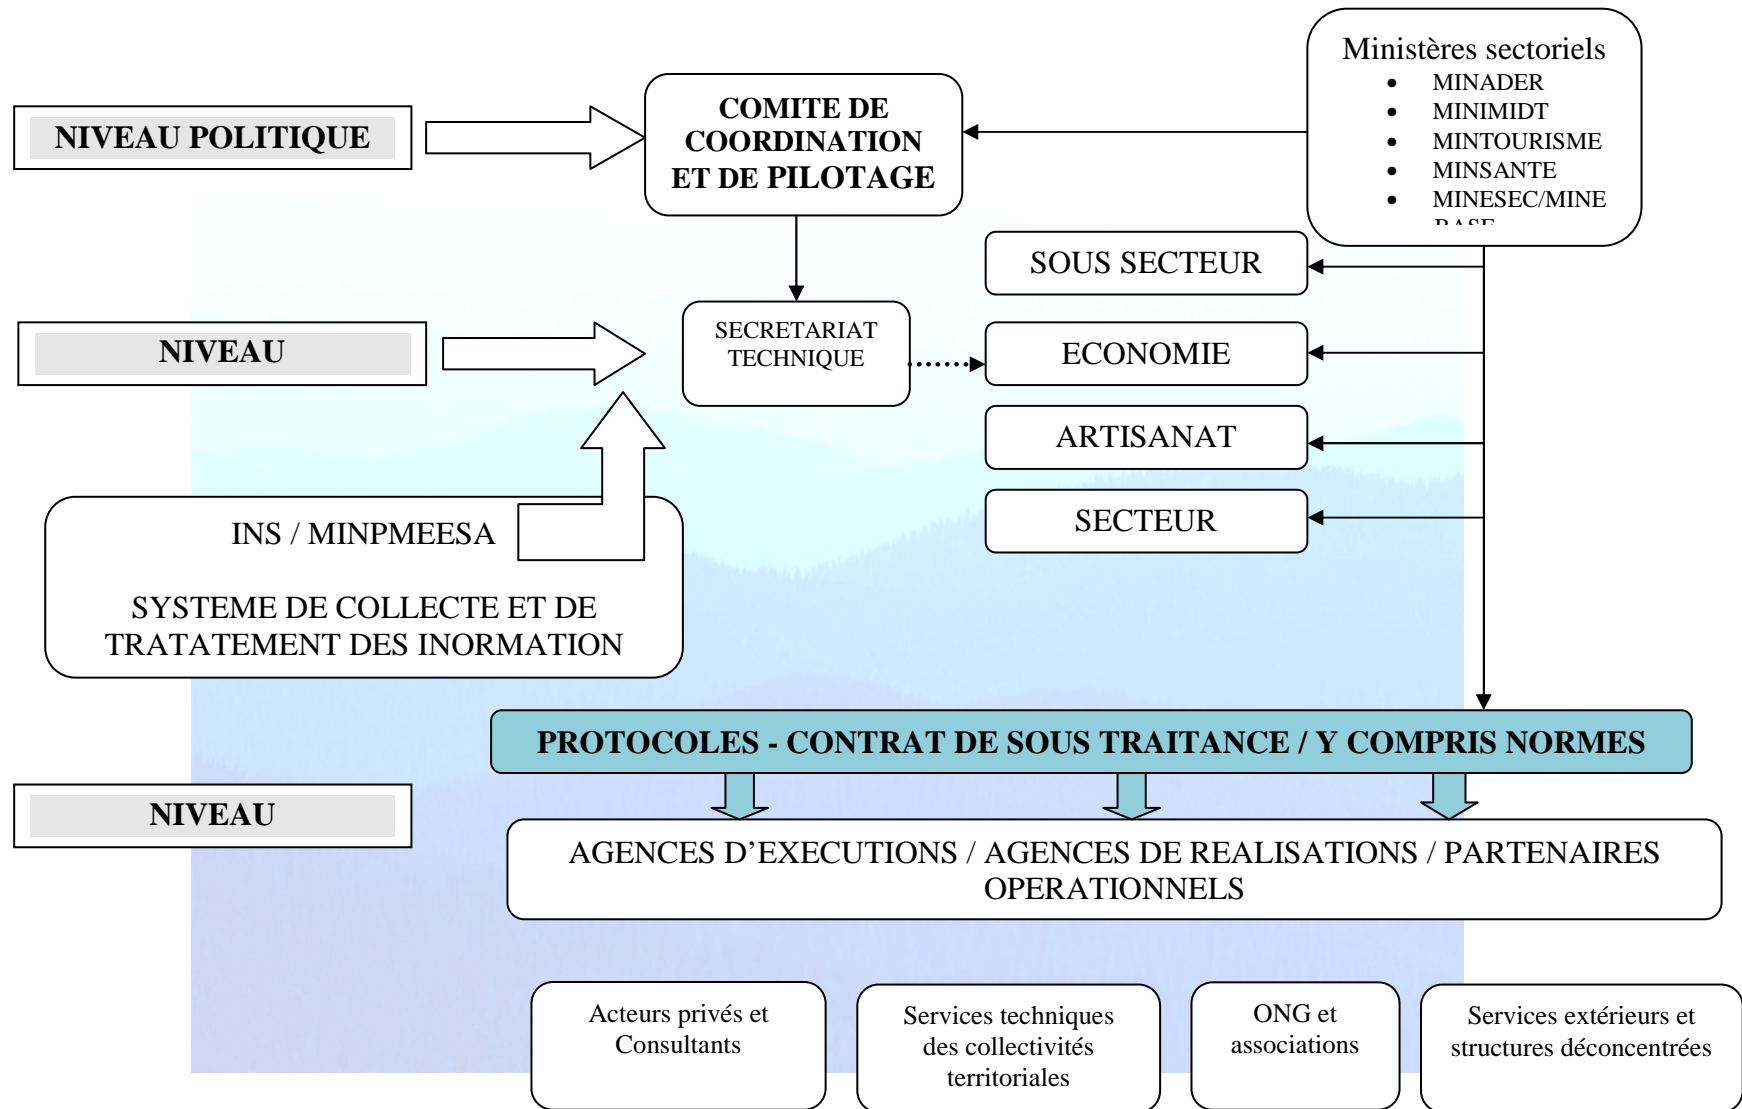 Ministères sectoriels
• MINADER
• MINIMIDT
• MINTOURISME
• MINSANTE
• MINESEC/MINE
BASE
NIVEAU POLITIQUE
COMITE DE
COORDINATION
ET DE PILOTAGE
SOUS SECTEUR
NIVEAU
SECRETARIAT
TECHNIQUE
ECONOMIE
ARTISANAT
SECTEUR
INS / MINPMEESA
SYSTEME DE COLLECTE ET DE
TRATATEMENT DES INORMATION
PROTOCOLES - CONTRAT DE SOUS TRAITANCE / Y COMPRIS NORMES
NIVEAU
AGENCES D’EXECUTIONS / AGENCES DE REALISATIONS / PARTENAIRES
OPERATIONNELS
Acteurs privés et
Consultants
Services techniques
des collectivités
territoriales
ONG et
associations
Services extérieurs et
structures déconcentrées